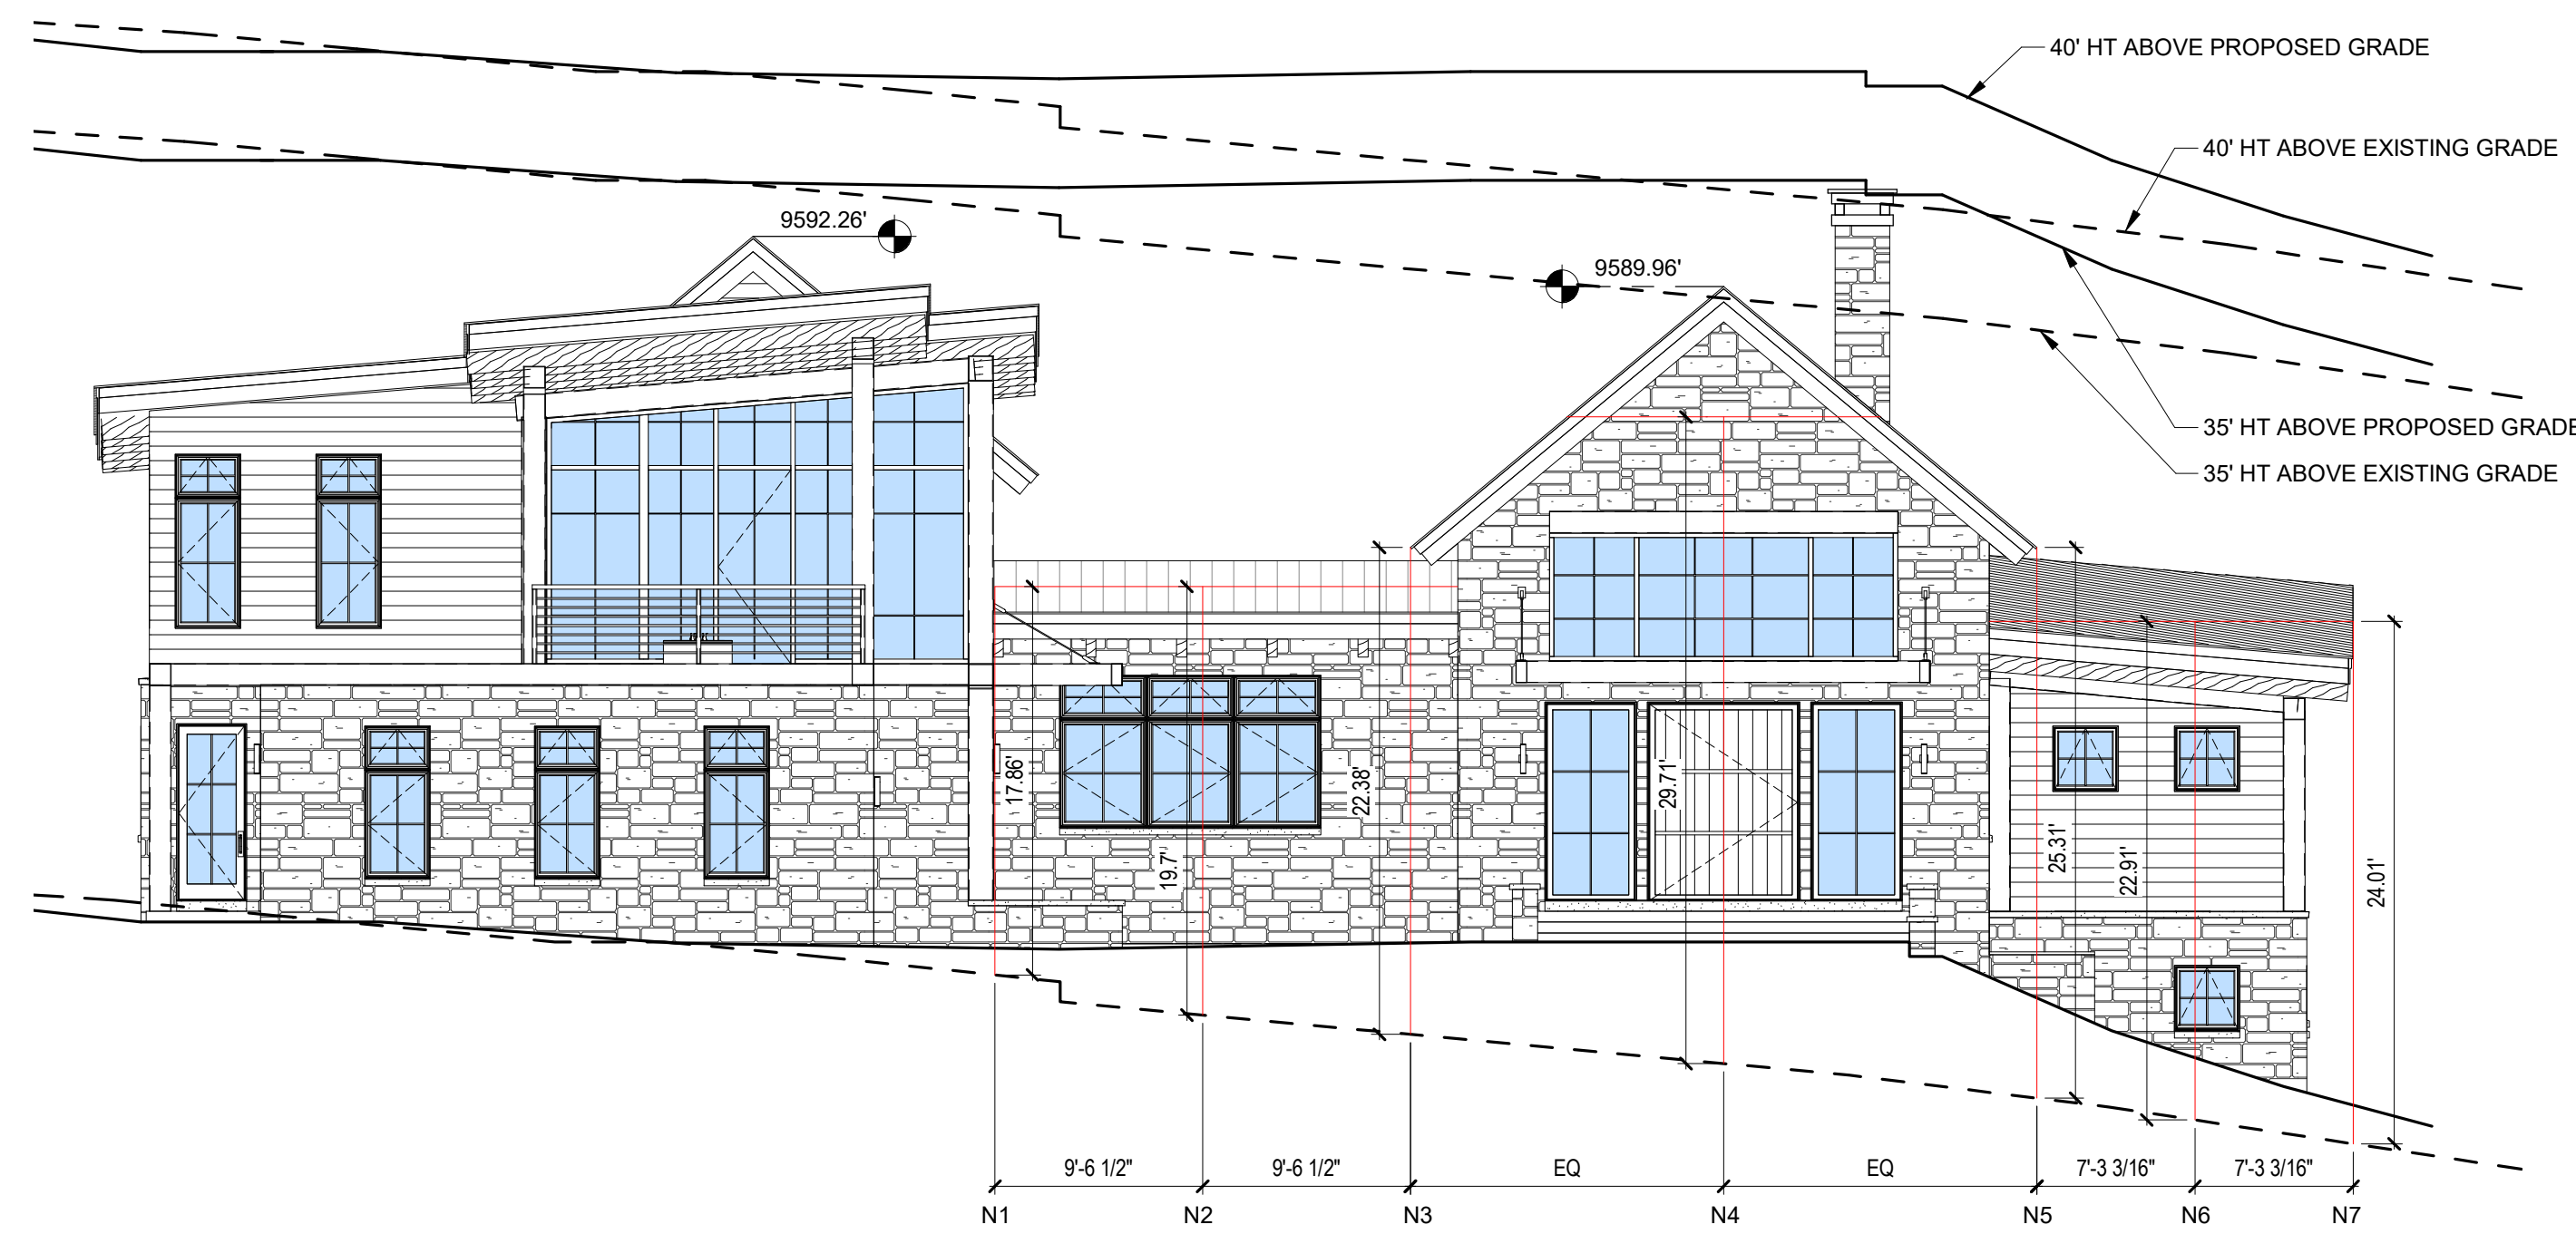 40' HT ABOVE PROPOSED GRADE
40' HT ABOVE EXISTING GRADE
9592.26'
9589.96'
35' HT ABOVE PROPOSED GRADE
35' HT ABOVE EXISTING GRADE
17.86'
19.7'
22.38'
29.71'
25.31'
22.91'
24.01'
9'-6 1/2"
9'-6 1/2"
EQ
EQ
7'-3 3/16"
7'-3 3/16"
N1
N2
N3
N4
N5
N6
N7